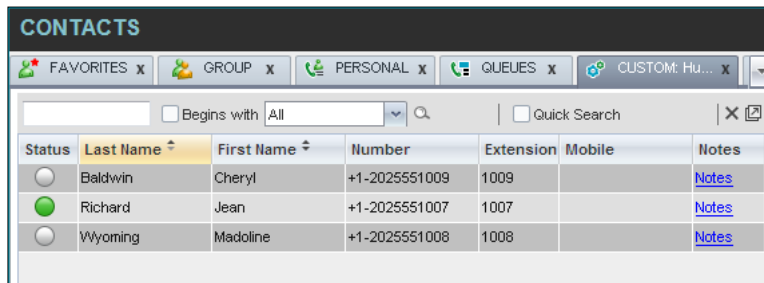 CONTACTS
FAVORITES x GROUP x PERSONAL x QUEUES x CUSTOM: Hu... x
Begins with All Quick Search
Status Last Name First Name Number Extension Mobile Notes
Baldwin Cheryl +1-2025551009 1009 Notes
Richard Jean +1-2025551007 1007 Notes
Wyoming Madoline +1-2025551008 1008 Notes